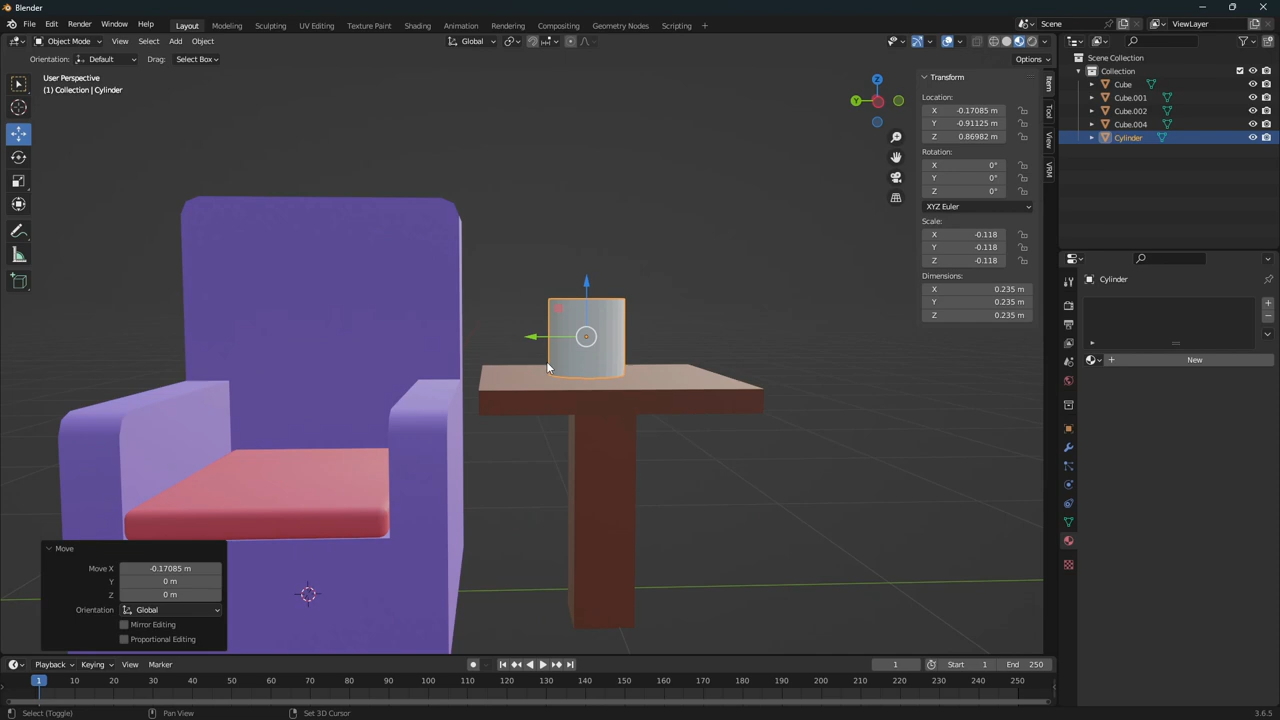 Blender
File Edit Render Window Help Layout Modeling Sculpting UV Editing Texture Paint Shading Animation Rendering Compositing Geometry Nodes Scripting + Scene ViewLayer
Object Mode View Select Add Object Global
Orientation: Default Drag: Select Box Options
User Perspective
(1) Collection | Cylinder
Z
Y
Transform
Location:
X -0.17085 m
Y -0.91125 m
Z 0.86982 m
Rotation:
X 0°
Y 0°
Z 0°
XYZ Euler
Scale:
X -0.118
Y -0.118
Z -0.118
Dimensions:
X 0.235 m
Y 0.235 m
Z 0.235 m
Item
Tool
View
VRM
Scene Collection
Collection
Cube
Cube.001
Cube.002
Cube.004
Cylinder
Cylinder
+ New
Move
Move X -0.17085 m
Y 0 m
Z 0 m
Orientation Global
Mirror Editing
Proportional Editing
Playback Keying View Marker 1 Start 1 End 250
1 10 20 30 40 50 60 70 80 90 100 110 120 130 140 150 160 170 180 190 200 210 220 230 240 250
Select (Toggle) Pan View Set 3D Cursor 3.6.5